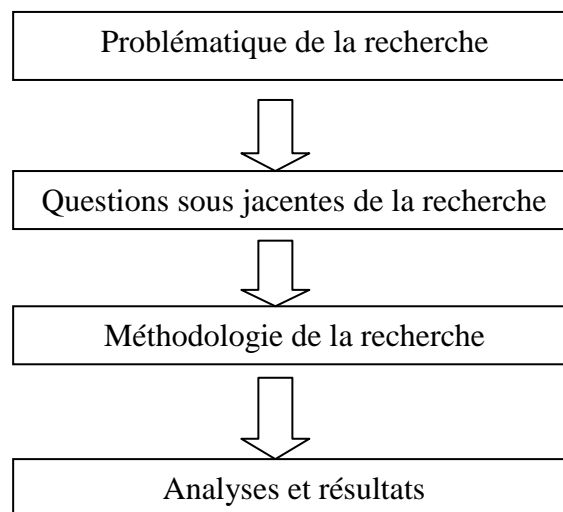 Problématique de la recherche
Questions sous jacentes de la recherche
Méthodologie de la recherche
Analyses et résultats